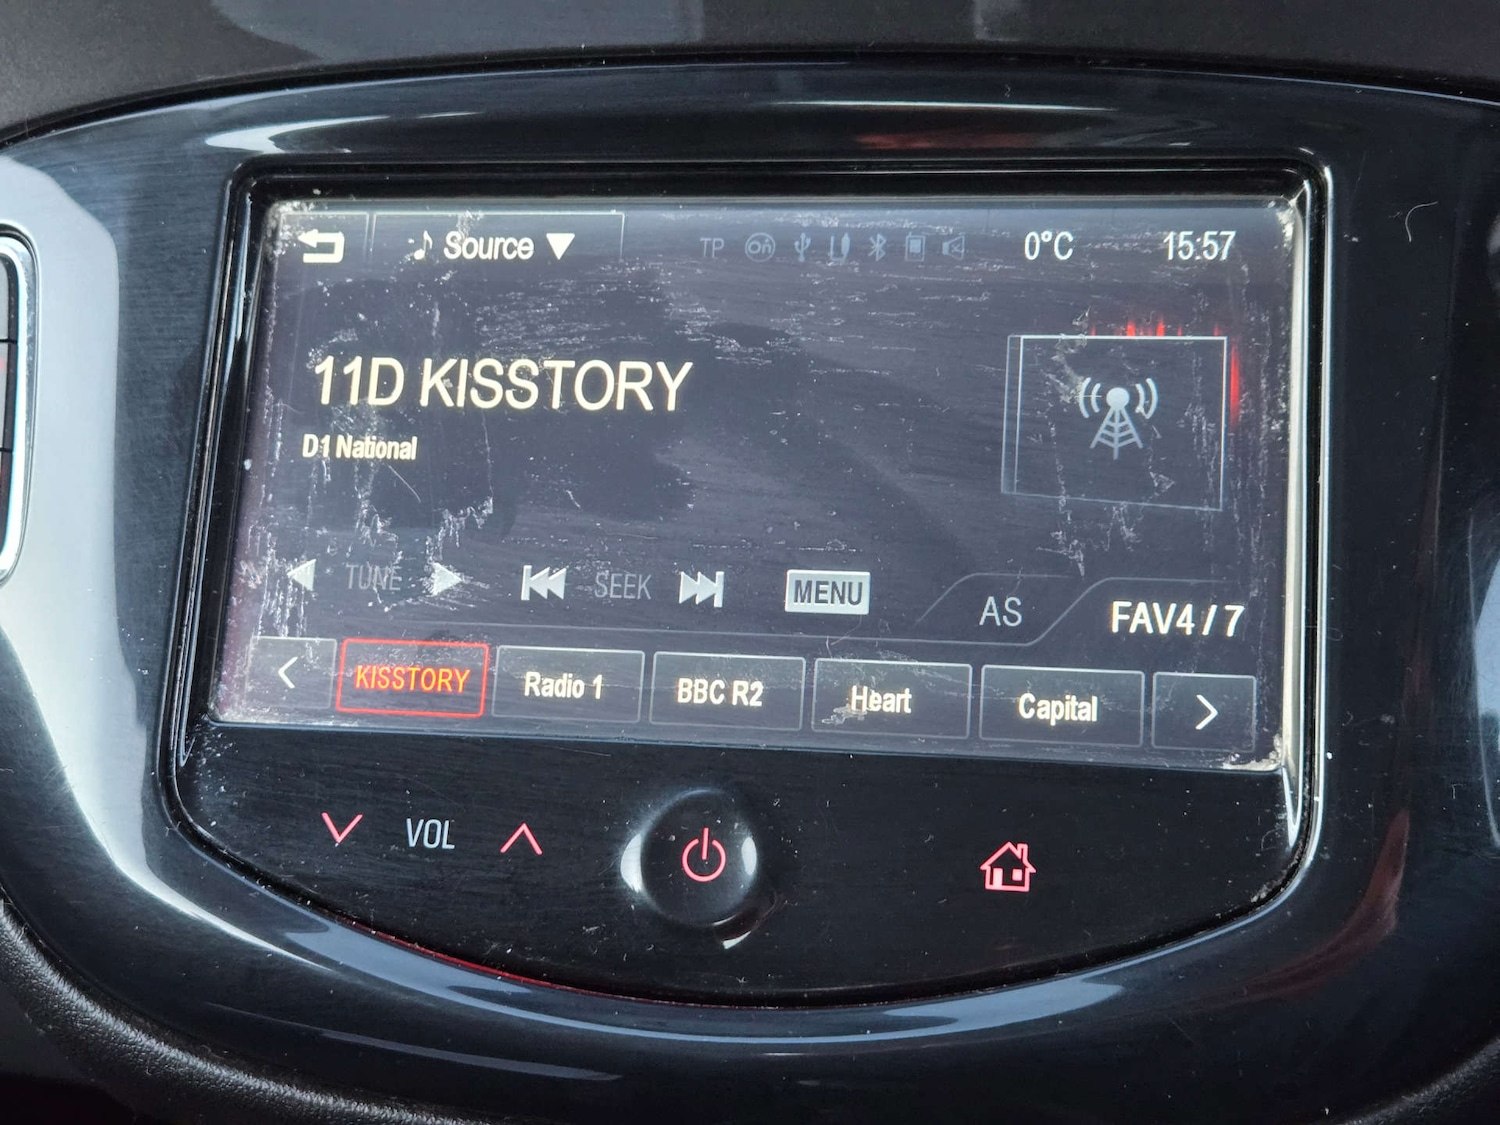 Source TP 0°C 15:57
11D KISSTORY
D1 National
TUNE SEEK MENU AS FAV4 / 7
KISSTORY Radio 1 BBC R2 Heart Capital
VOL